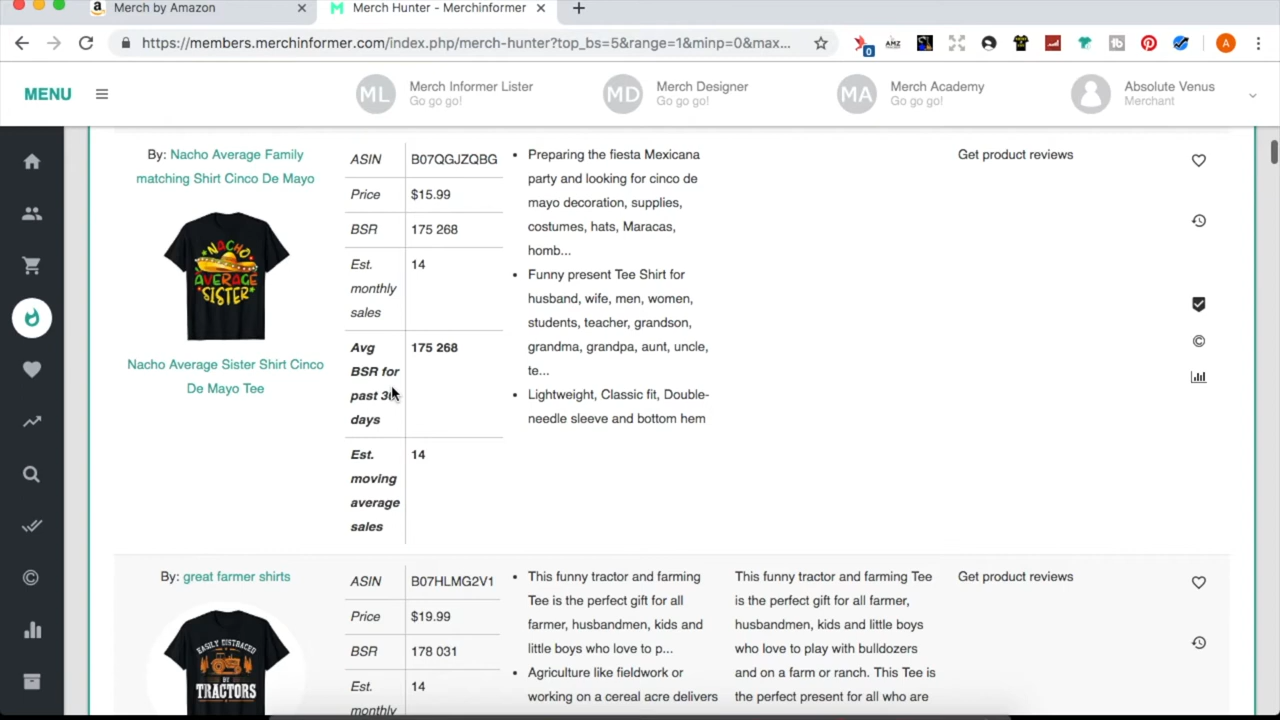 Merch by Amazon
Merch Hunter - Merchinformer
https://members.merchinformer.com/index.php/merch-hunter?top_bs=5&range=1&minp=0&max...
0
AMZ
A
MENU
ML
Merch Informer Lister
Go go go!
MD
Merch Designer
Go go go!
MA
Merch Academy
Go go go!
Absolute Venus
Merchant
By: Nacho Average Family
matching Shirt Cinco De Mayo
NACHO
AVERAGE
SISTER
Nacho Average Sister Shirt Cinco
De Mayo Tee
ASIN B07QGJZQBG
Price $15.99
BSR 175 268
Est. 14
monthly
sales
Avg 175 268
BSR for
past 30
days
Est. 14
moving
average
sales
• Preparing the fiesta Mexicana
party and looking for cinco de
mayo decoration, supplies,
costumes, hats, Maracas,
homb...
• Funny present Tee Shirt for
husband, wife, men, women,
students, teacher, grandson,
grandma, grandpa, aunt, uncle,
te...
• Lightweight, Classic fit, Double-
needle sleeve and bottom hem
Get product reviews
By: great farmer shirts
EASILY DISTRACED
BY
TRACTORS
ASIN B07HLMG2V1
Price $19.99
BSR 178 031
Est. 14
monthly
• This funny tractor and farming
Tee is the perfect gift for all
farmer, husbandmen, kids and
little boys who love to p...
• Agriculture like fieldwork or
working on a cereal acre delivers
This funny tractor and farming Tee
is the perfect gift for all farmer,
husbandmen, kids and little boys
who love to play with bulldozers
and on a farm or ranch. This Tee is
the perfect present for all who are
Get product reviews